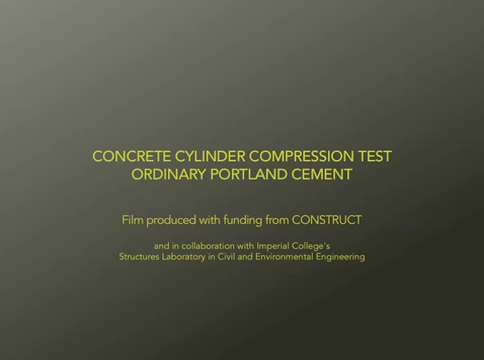 CONCRETE CYLINDER COMPRESSION TEST
ORDINARY PORTLAND CEMENT
Film produced with funding from CONSTRUCT
and in collaboration with Imperial College's
Structures Laboratory in Civil and Environmental Engineering